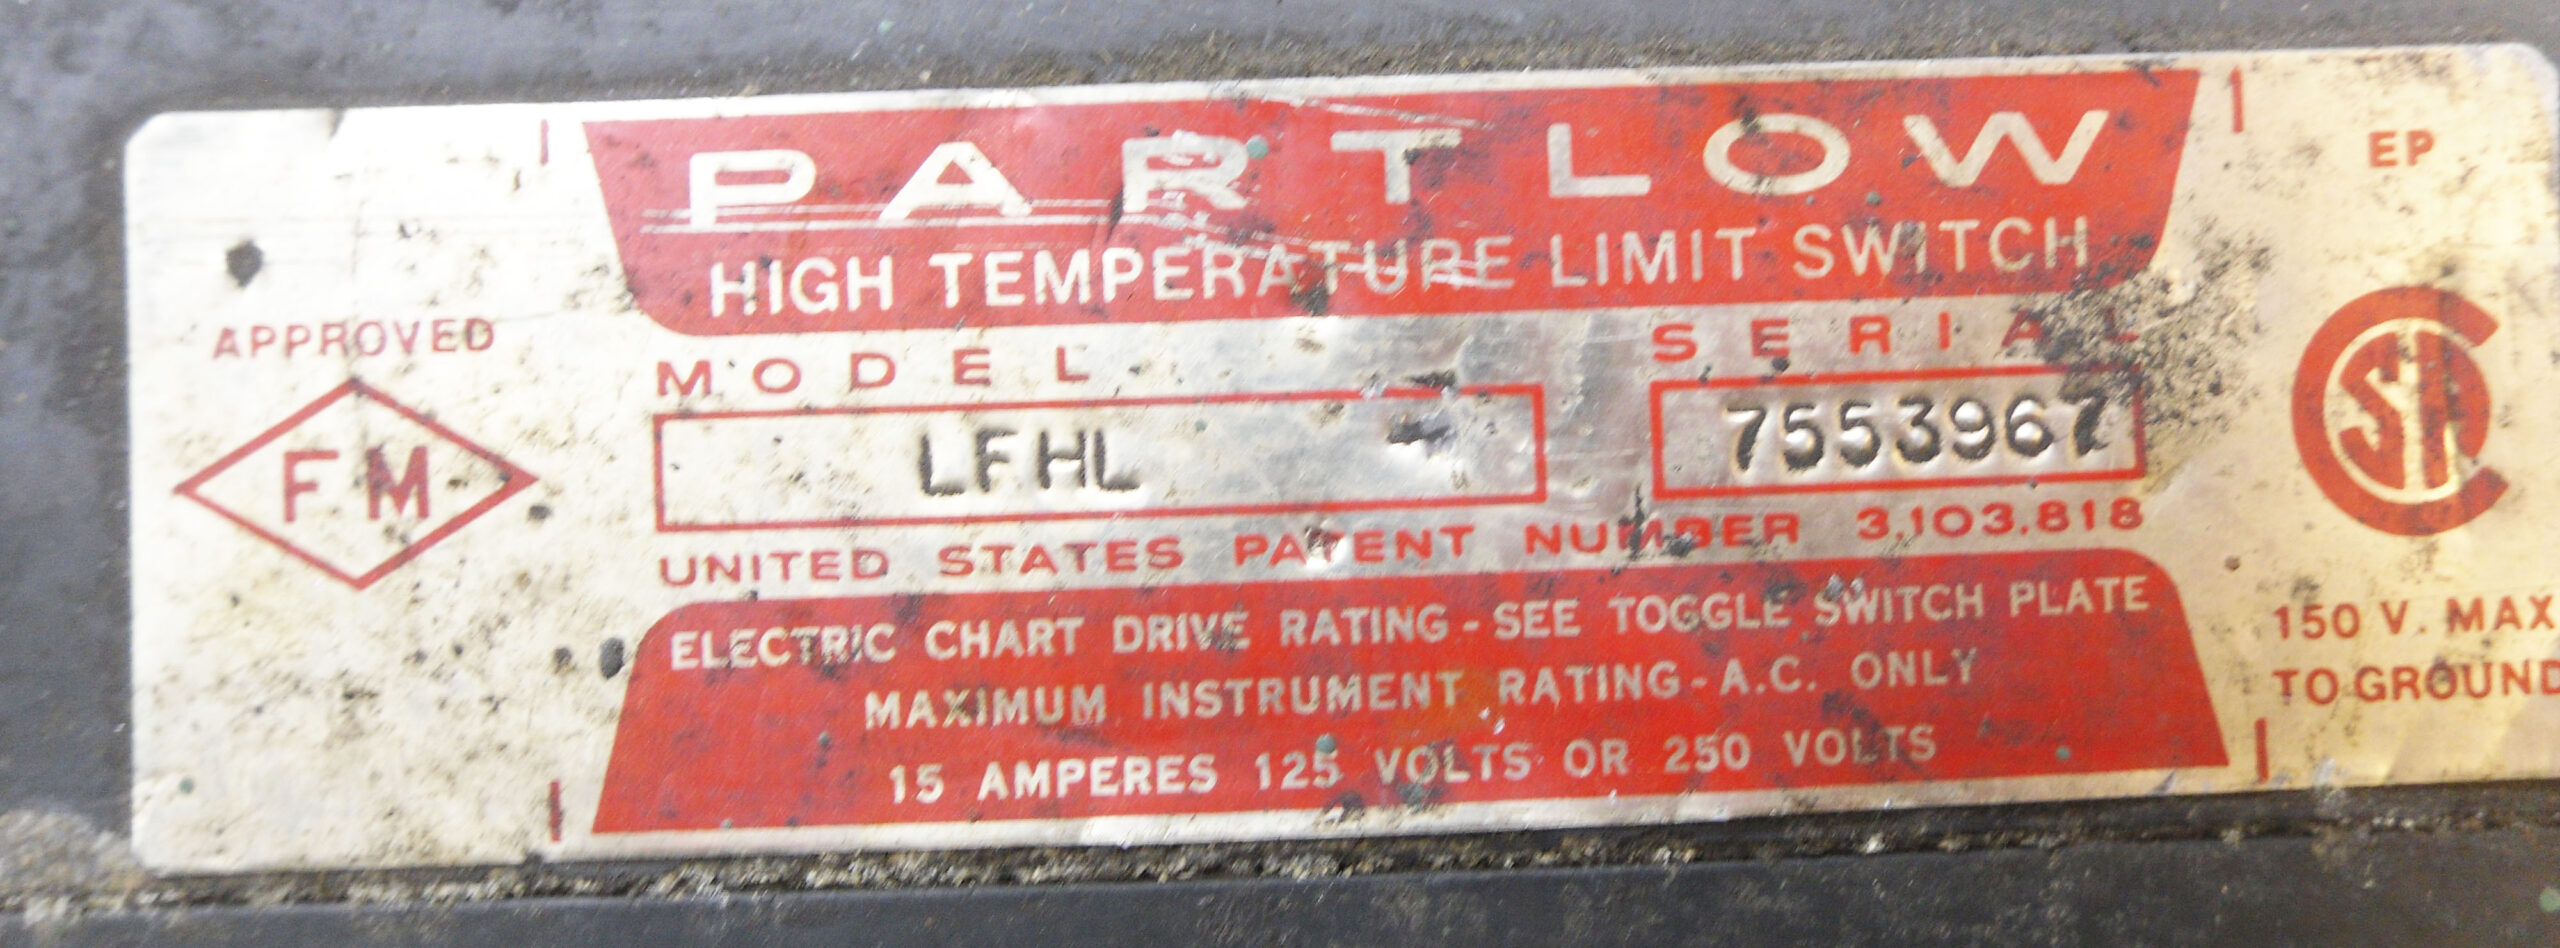 PARTLOW
HIGH TEMPERATURE LIMIT SWITCH
EP
APPROVED
FM
MODEL
LFHL
SERIAL
7553967
CSA
UNITED STATES PATENT NUMBER 3,103,818
ELECTRIC CHART DRIVE RATING - SEE TOGGLE SWITCH PLATE
MAXIMUM INSTRUMENT RATING - A.C. ONLY
15 AMPERES 125 VOLTS OR 250 VOLTS
150 V. MAX
TO GROUND